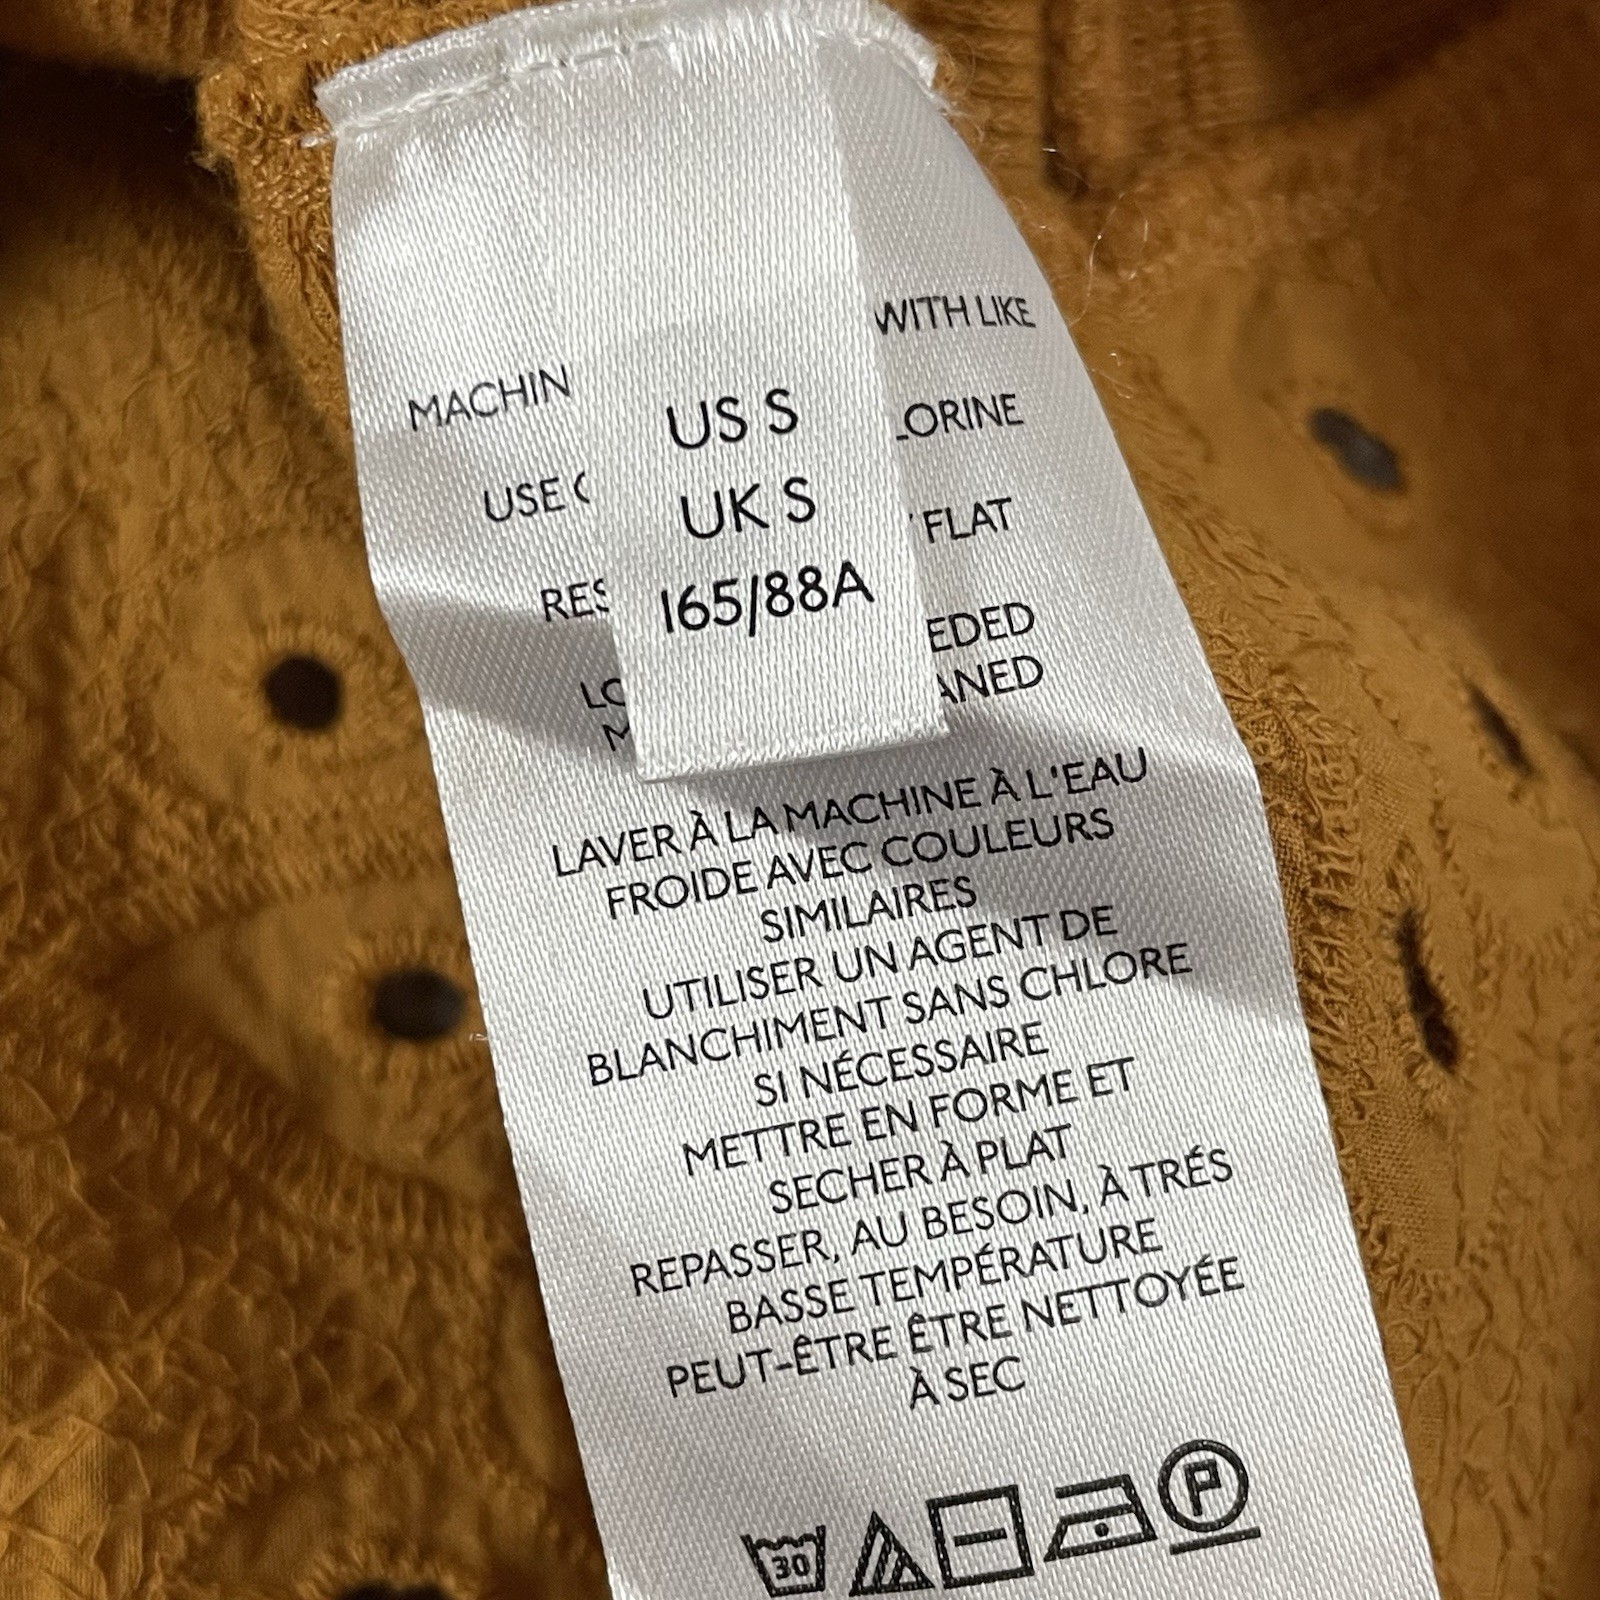 WITH LIKE
MACHIN
US S
ORINE
USE
UK S
FLAT
RES
165/88A
EDED
ANED
LAVER À LA MACHINE À L'EAU
FROIDE AVEC COULEURS
SIMILAIRES
UTILISER UN AGENT DE
BLANCHIMENT SANS CHLORE
SI NÉCESSAIRE
METTRE EN FORME ET
SECHER À PLAT
REPASSER, AU BESOIN, À TRÉS
BASSE TEMPÉRATURE
PEUT-ÊTRE ÊTRE NETTOYÉE
À SEC
30
P